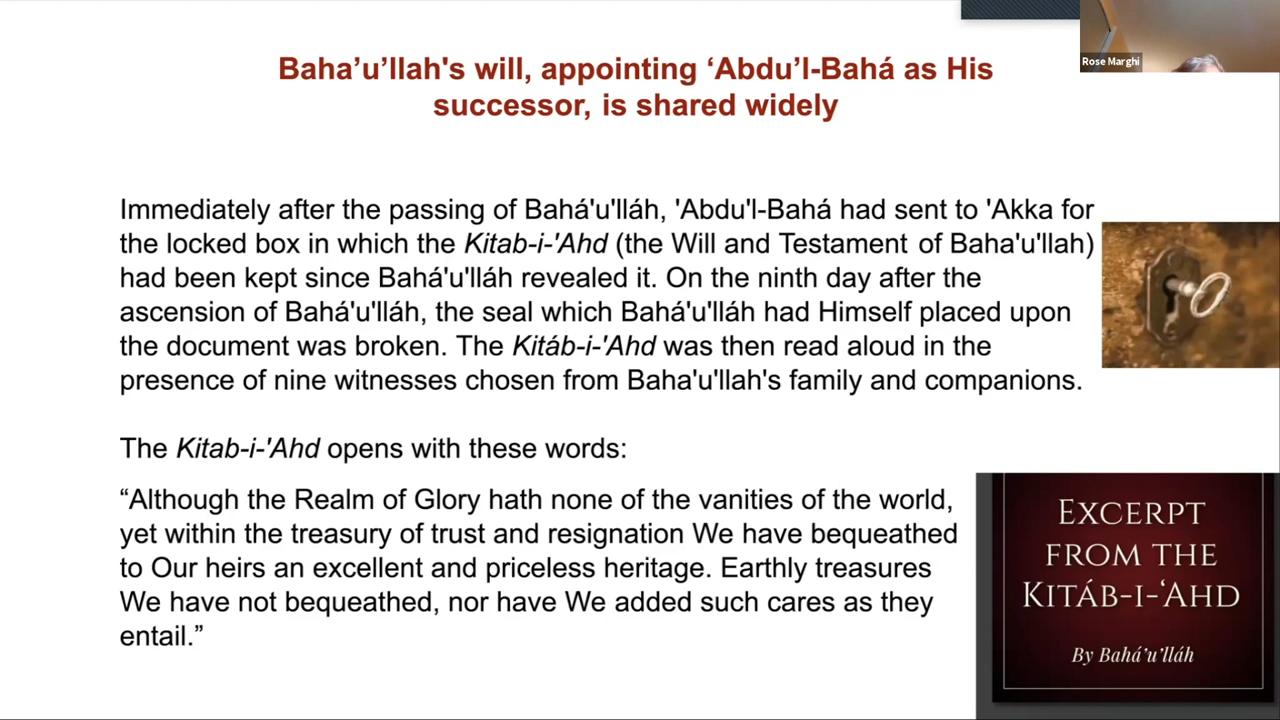 Baha’u’llah's will, appointing ‘Abdu’l-Bahá as His
successor, is shared widely
Rose Marghi
Immediately after the passing of Bahá'u'lláh, 'Abdu'l-Bahá had sent to 'Akka for
the locked box in which the Kitab-i-'Ahd (the Will and Testament of Baha'u'llah)
had been kept since Bahá'u'lláh revealed it. On the ninth day after the
ascension of Bahá'u'lláh, the seal which Bahá'u'lláh had Himself placed upon
the document was broken. The Kitáb-i-'Ahd was then read aloud in the
presence of nine witnesses chosen from Baha'u'llah's family and companions.
The Kitab-i-'Ahd opens with these words:
“Although the Realm of Glory hath none of the vanities of the world,
yet within the treasury of trust and resignation We have bequeathed
to Our heirs an excellent and priceless heritage. Earthly treasures
We have not bequeathed, nor have We added such cares as they
entail.”
Excerpt
from the
Kitáb-i-‘Ahd
By Bahá’u’lláh